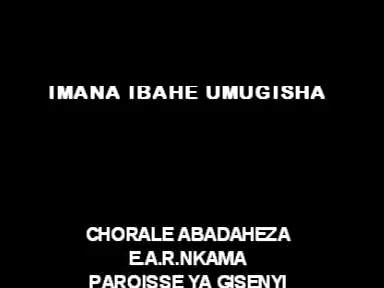 IMANA IBAHE UMUGISHA
CHORALE ABADAHEZA
E.A.R.NKAMA
PAROISSE YA GISENYI